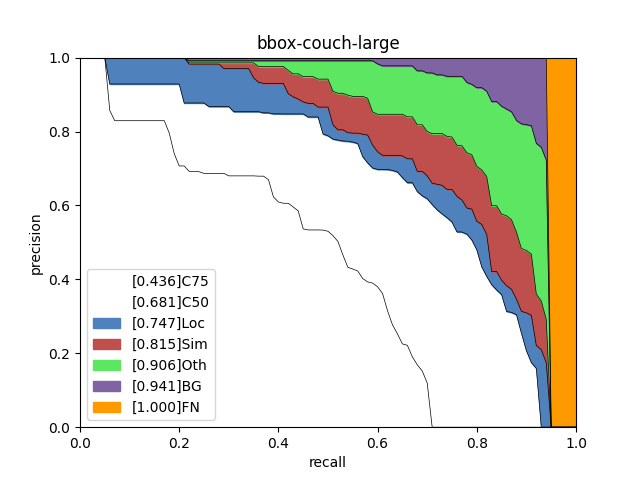 bbox-couch-large
1.0
0.8
0.6
0.4
0.2
0.0
precision
[0.436]C75
[0.681]C50
[0.747]Loc
[0.815]Sim
[0.906]Oth
[0.941]BG
[1.000]FN
0.0 0.2 0.4 0.6 0.8 1.0
recall